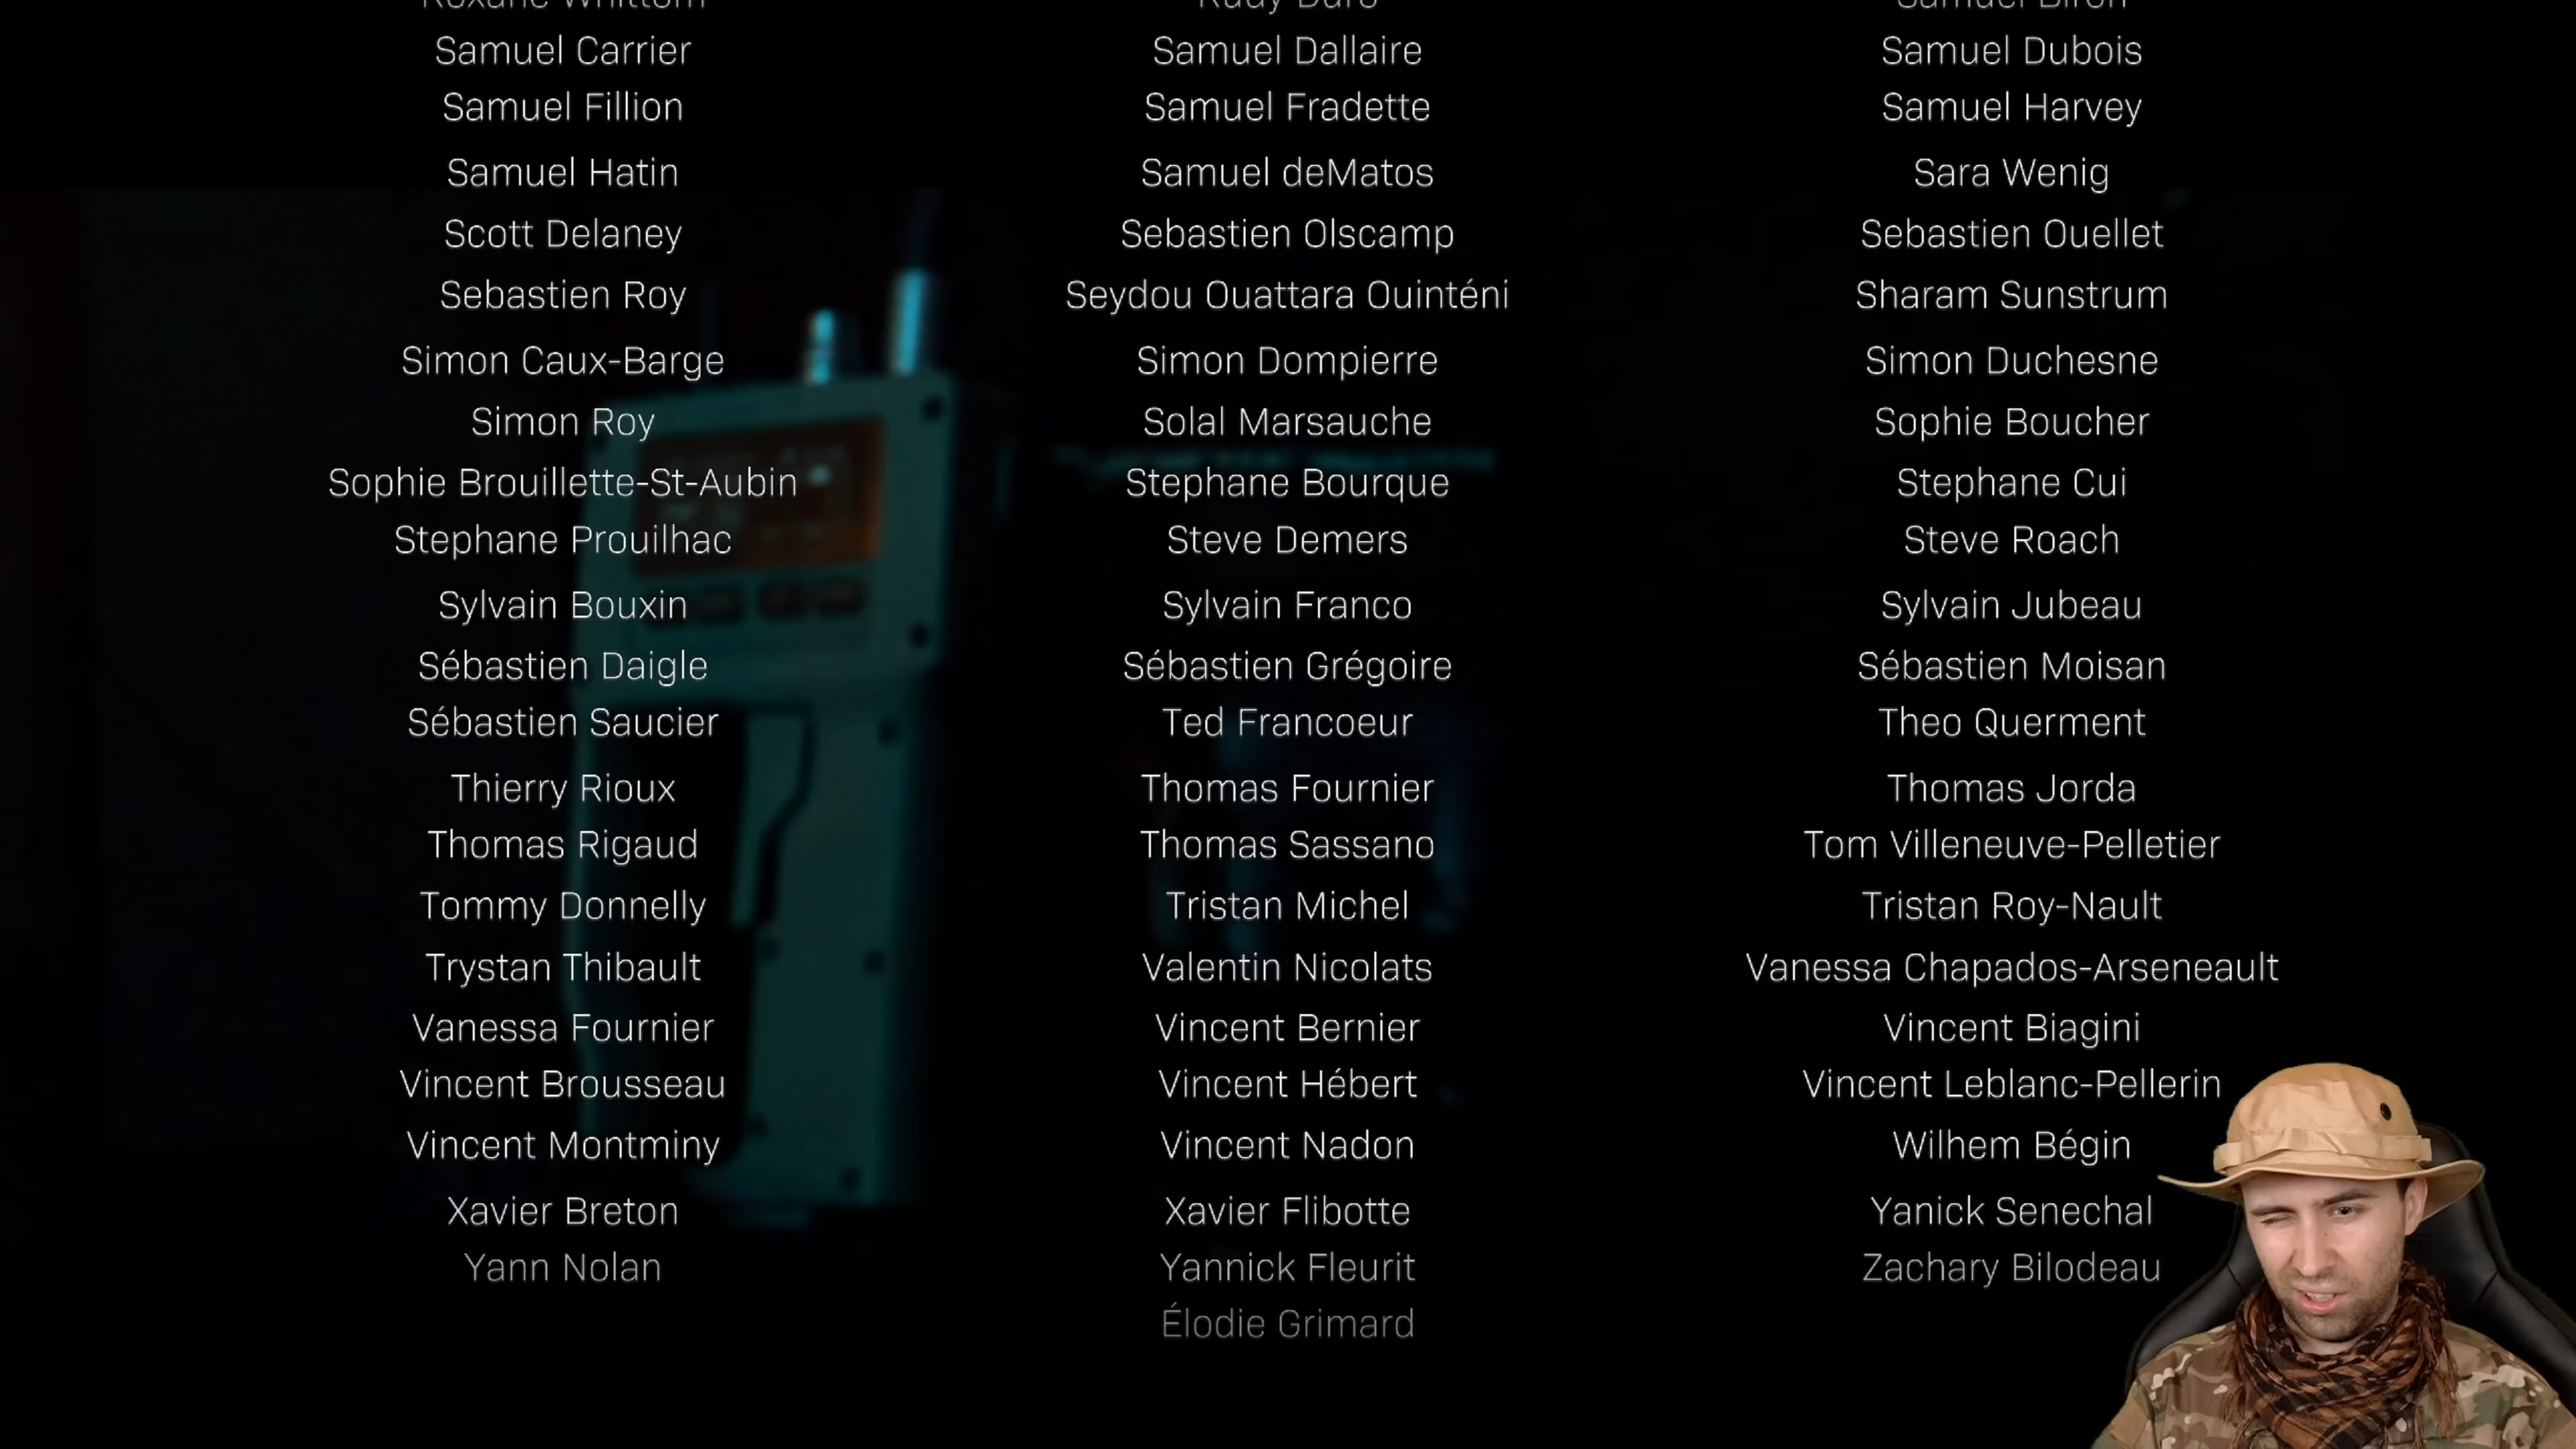 Samuel Carrier Samuel Dallaire Samuel Dubois
Samuel Fillion Samuel Fradette Samuel Harvey
Samuel Hatin Samuel deMatos Sara Wenig
Scott Delaney Sebastien Olscamp Sebastien Ouellet
Sebastien Roy Seydou Ouattara Ouinténi Sharam Sunstrum
Simon Caux-Barge Simon Dompierre Simon Duchesne
Simon Roy Solal Marsauche Sophie Boucher
Sophie Brouillette-St-Aubin Stephane Bourque Stephane Cui
Stephane Prouilhac Steve Demers Steve Roach
Sylvain Bouxin Sylvain Franco Sylvain Jubeau
Sébastien Daigle Sébastien Grégoire Sébastien Moisan
Sébastien Saucier Ted Francoeur Theo Querment
Thierry Rioux Thomas Fournier Thomas Jorda
Thomas Rigaud Thomas Sassano Tom Villeneuve-Pelletier
Tommy Donnelly Tristan Michel Tristan Roy-Nault
Trystan Thibault Valentin Nicolats Vanessa Chapados-Arseneault
Vanessa Fournier Vincent Bernier Vincent Biagini
Vincent Brousseau Vincent Hébert Vincent Leblanc-Pellerin
Vincent Montminy Vincent Nadon Wilhem Bégin
Xavier Breton Xavier Flibotte Yanick Senechal
Yann Nolan Yannick Fleurit Zachary Bilodeau
Élodie Grimard